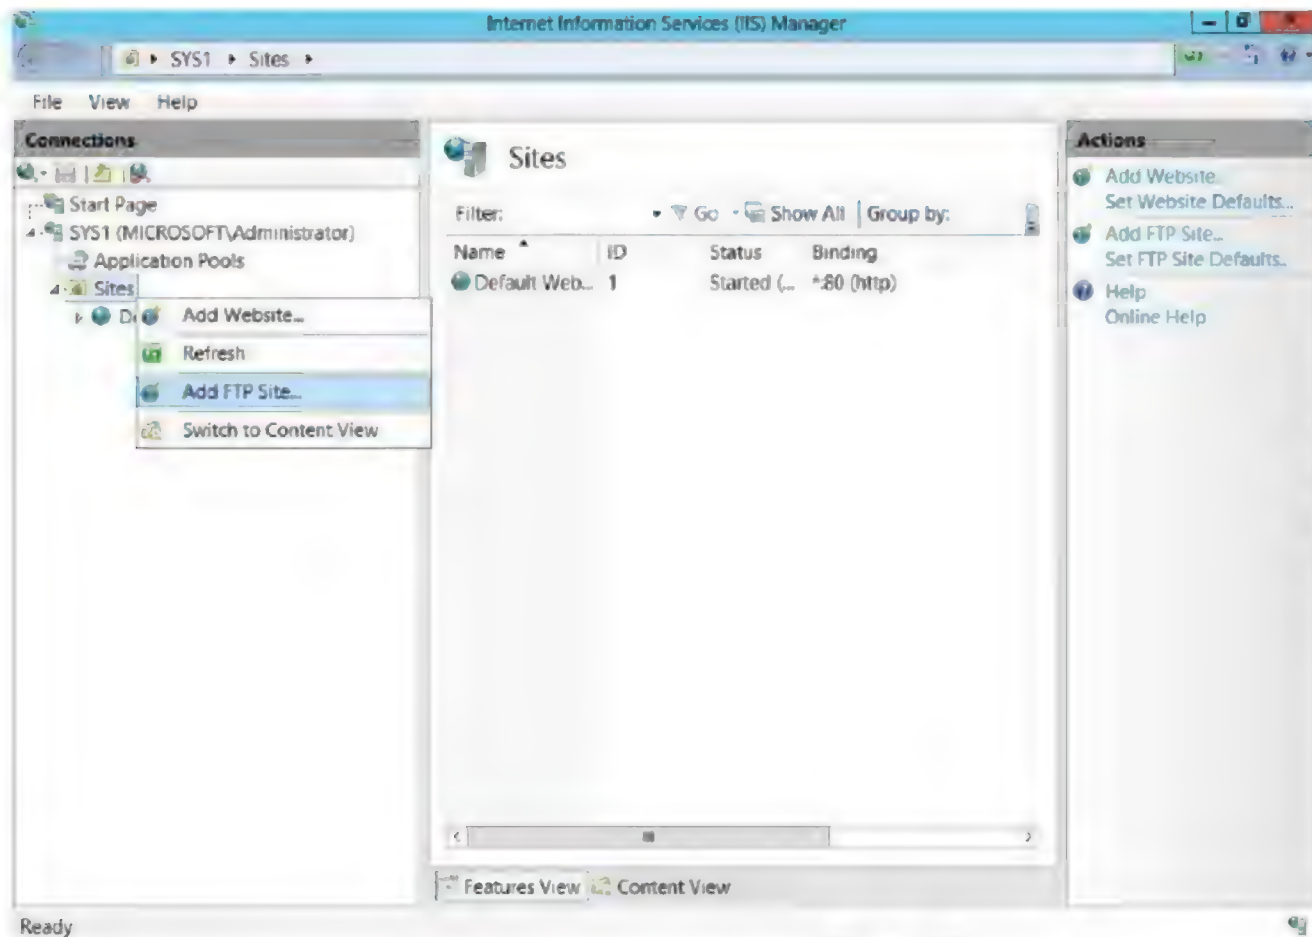 Internet Information Services (IIS) Manager
SYS1 Sites
File View Help
Connections
Start Page
SYS1 (MICROSOFT\Administrator)
Application Pools
Sites
Add Website...
Refresh
Add FTP Site...
Switch to Content View
Sites
Filter: Go Show All Group by:
Name ID Status Binding
Default Web... 1 Started (... *:80 (http)
Features View Content View
Actions
Add Website...
Set Website Defaults...
Add FTP Site...
Set FTP Site Defaults...
Help
Online Help
Ready